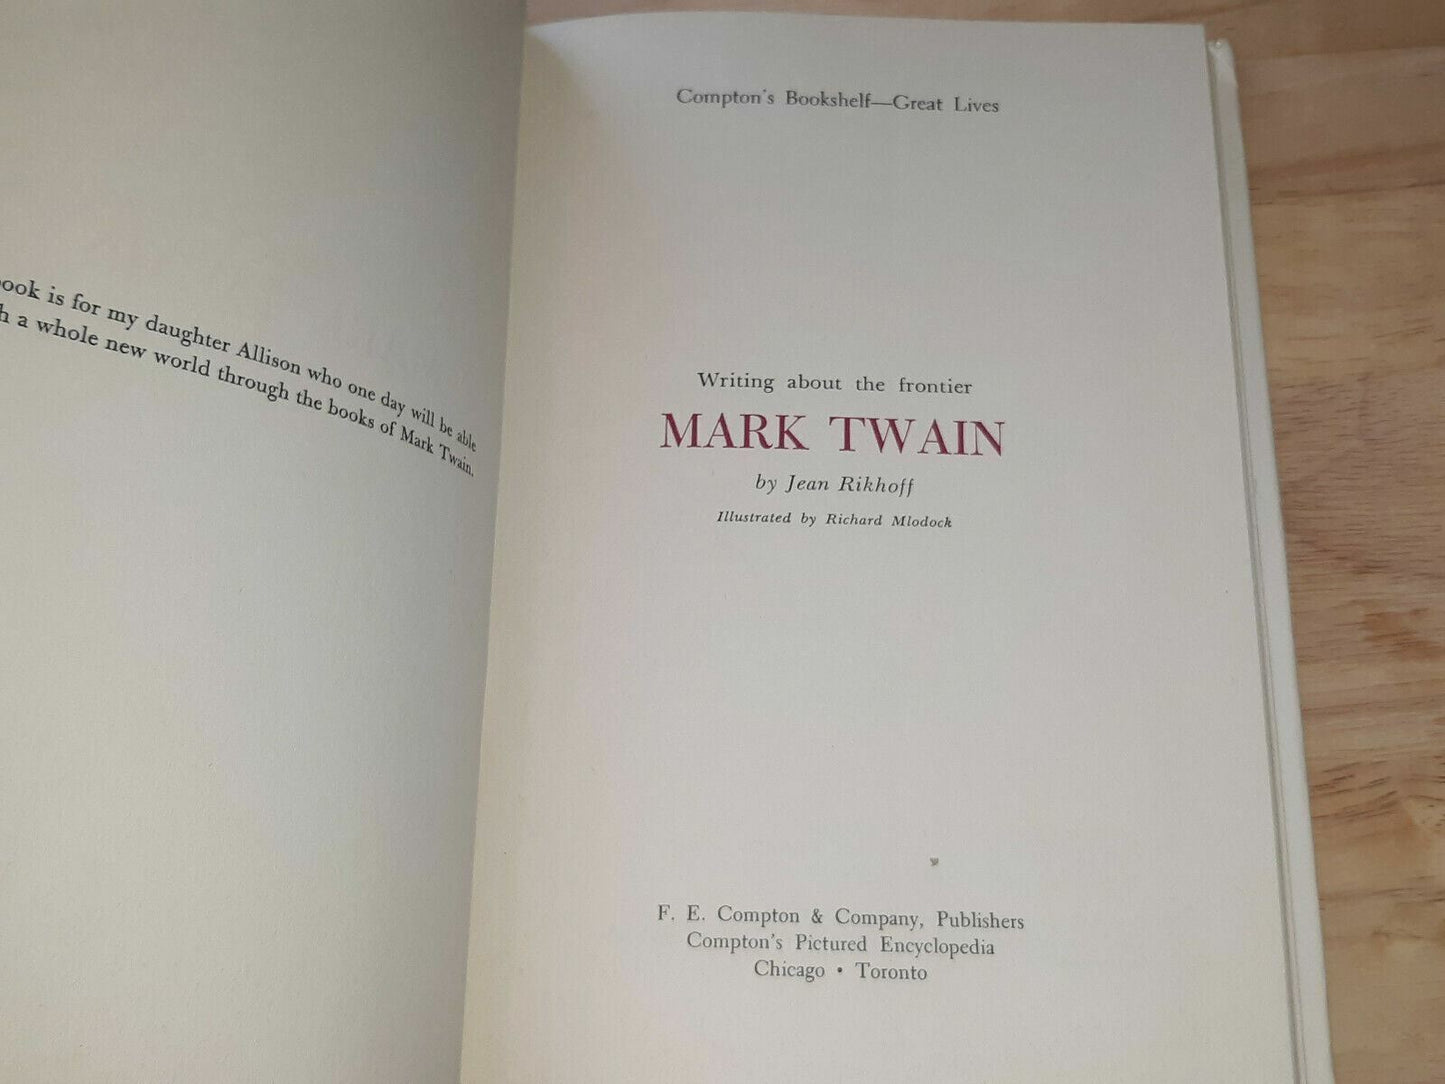 is for my daughter Allison who one day will be able
a whole new world through the books of Mark Twain.
Compton's Bookshelf—Great Lives
Writing about the frontier
MARK TWAIN
by Jean Rikhoff
Illustrated by Richard Mlodock
F. E. Compton & Company, Publishers
Compton's Pictured Encyclopedia
Chicago • Toronto